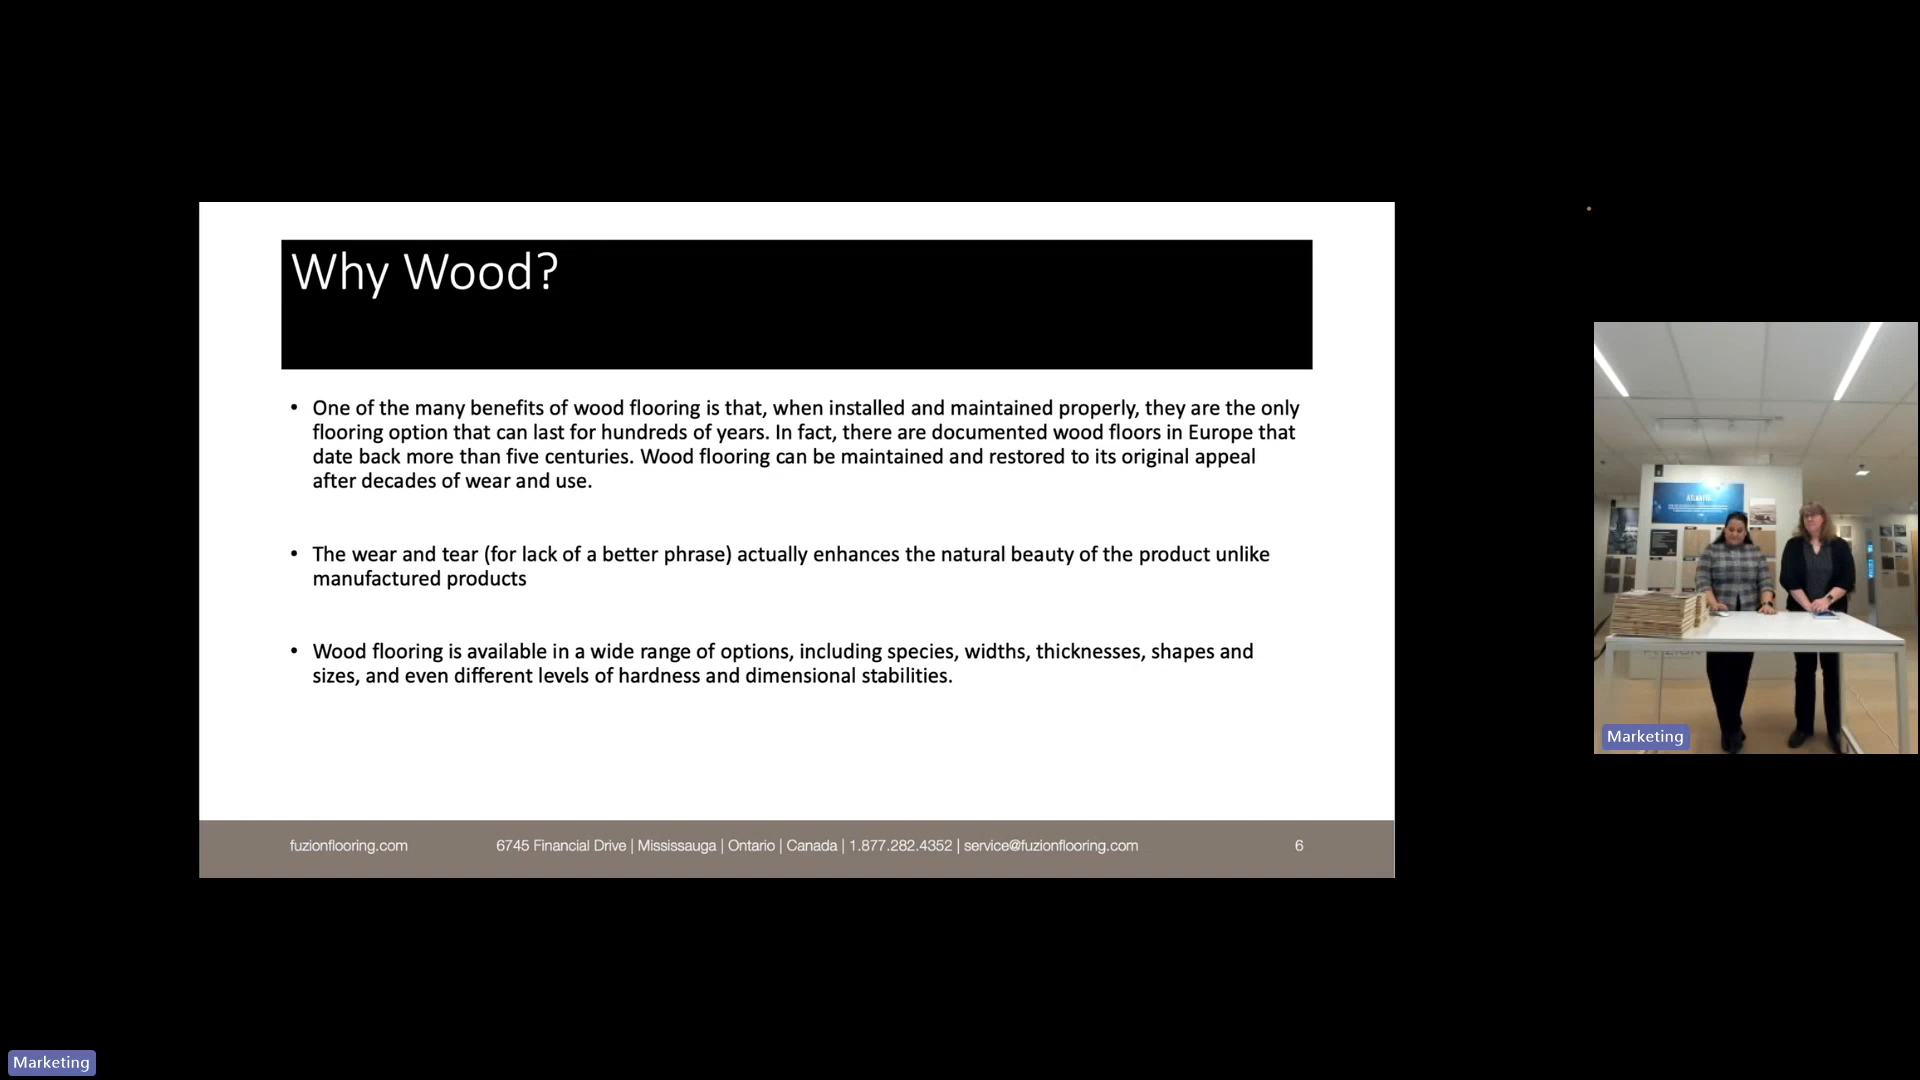 Why Wood?
• One of the many benefits of wood flooring is that, when installed and maintained properly, they are the only
flooring option that can last for hundreds of years. In fact, there are documented wood floors in Europe that
date back more than five centuries. Wood flooring can be maintained and restored to its original appeal
after decades of wear and use.
• The wear and tear (for lack of a better phrase) actually enhances the natural beauty of the product unlike
manufactured products
• Wood flooring is available in a wide range of options, including species, widths, thicknesses, shapes and
sizes, and even different levels of hardness and dimensional stabilities.
fuzionflooring.com 6745 Financial Drive | Mississauga | Ontario | Canada | 1.877.282.4352 | service@fuzionflooring.com 6
Marketing
Marketing